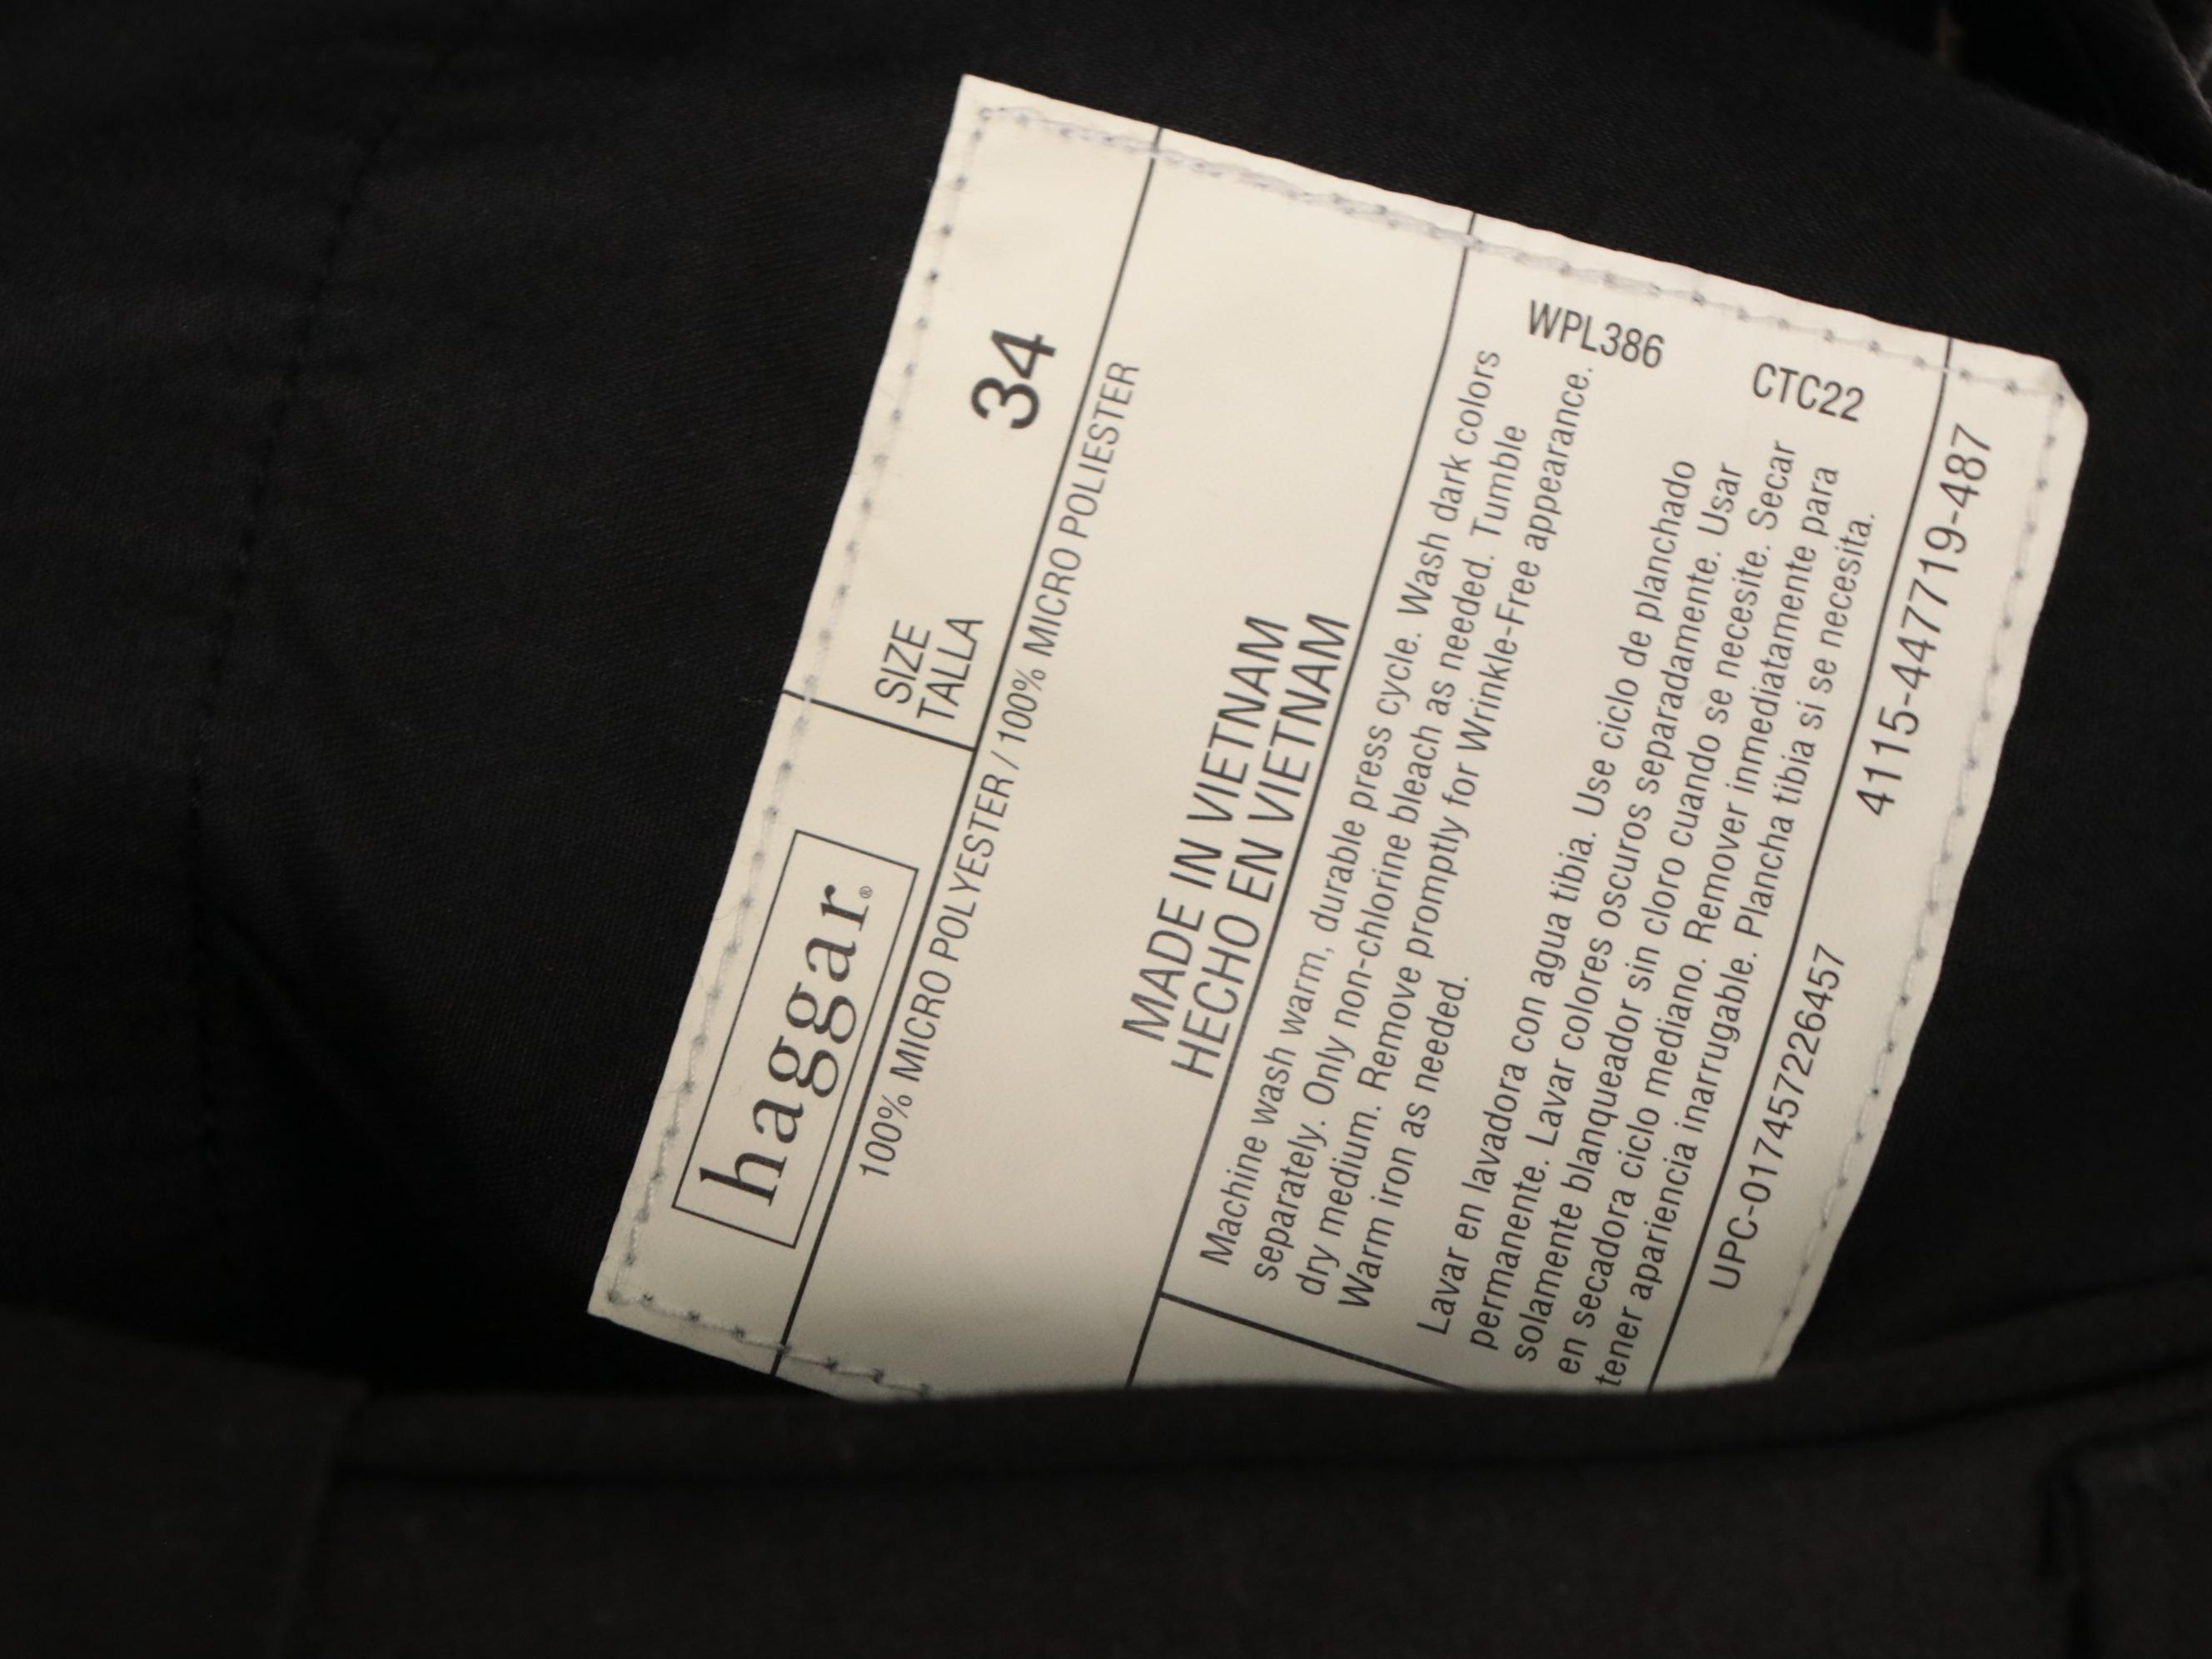 haggar®
SIZE
TALLA
34
100% MICRO POLYESTER / 100% MICRO POLIESTER
MADE IN VIETNAM
HECHO EN VIETNAM
Machine wash warm, durable press cycle. Wash dark colors
separately. Only non-chlorine bleach as needed. Tumble
dry medium. Remove promptly for Wrinkle-Free appearance.
Warm iron as needed.
WPL386
Lavar en lavadora con agua tibia. Use ciclo de planchado
permanente. Lavar colores oscuros separadamente. Usar
solamente blanqueador sin cloro cuando se necesite. Secar
en secadora ciclo mediano. Remover inmediatamente para
tener apariencia inarrugable. Plancha tibia si se necesita.
CTC22
UPC-017457226457
4115-447719-487